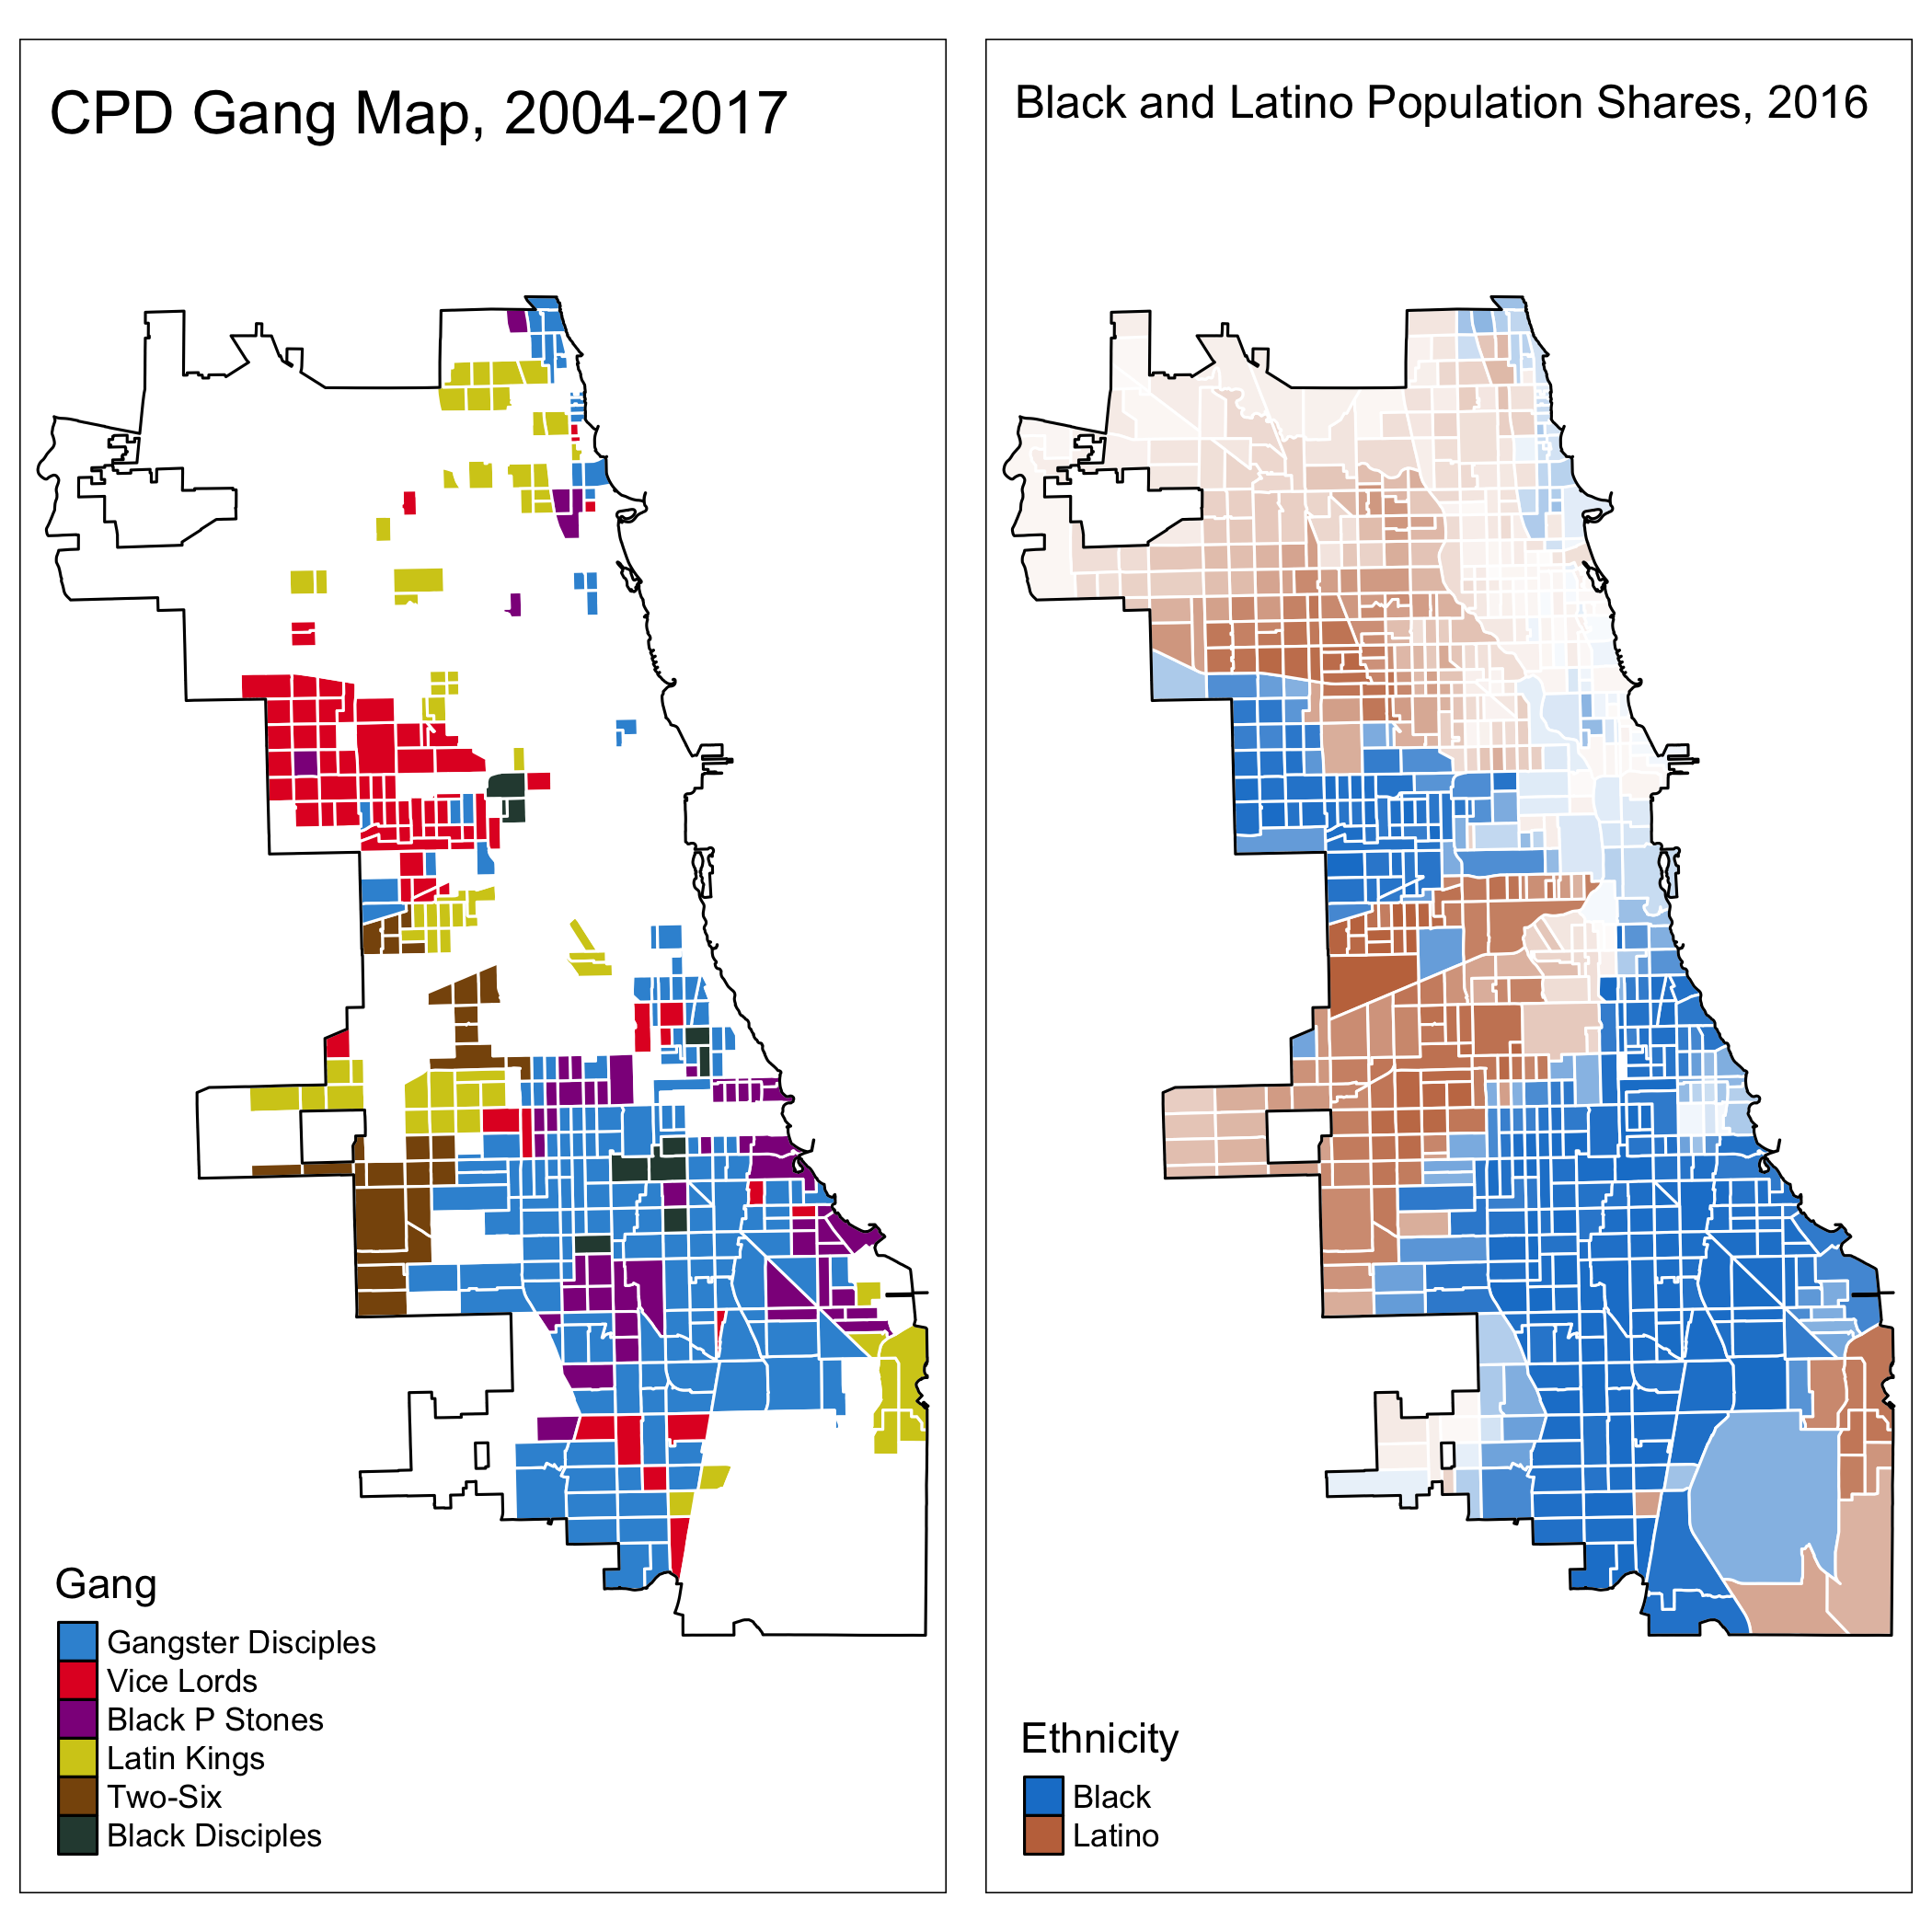 CPD Gang Map, 2004-2017
Gang
Gangster Disciples
Vice Lords
Black P Stones
Latin Kings
Two-Six
Black Disciples
Black and Latino Population Shares, 2016
Ethnicity
Black
Latino